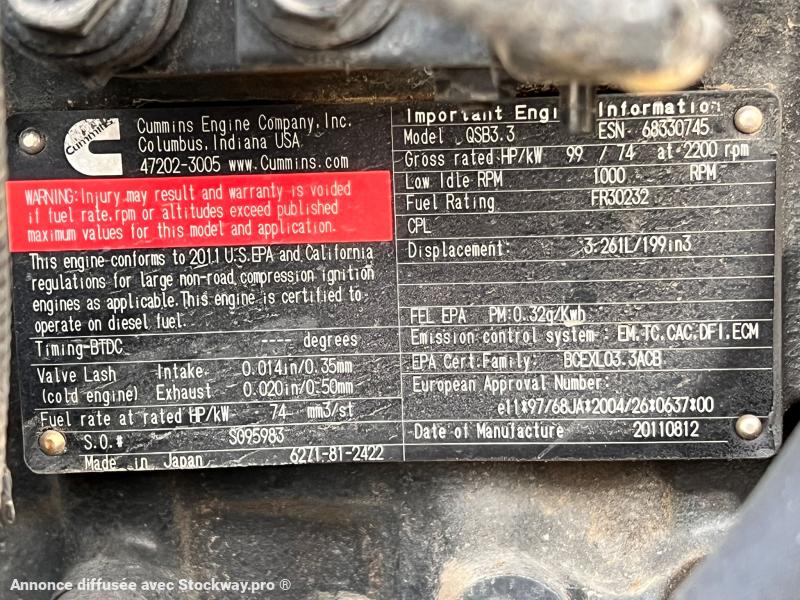 Cummins
Cummins Engine Company, Inc.
Columbus, Indiana USA
47202-3005 www.Cummins.com
WARNING: Injury may result and warranty is voided
if fuel rate, rpm or altitudes exceed published
maximum values for this model and application.
This engine conforms to 2011 U.S.EPA and California
regulations for large non-road compression ignition
engines as applicable. This engine is certified to
operate on diesel fuel.
Timing-BTDC ---- degrees
Valve Lash Intake 0.014in/0.35mm
(cold engine) Exhaust 0.020in/0.50mm
Fuel rate at rated HP/kW 74 mm3/st
S.O.# S095983
Made in Japan 6271-81-2422
Important Information
Model QSB3.3 ESN 68330745
Gross rated HP/kW 99 / 74 at 2200 rpm
Low Idle RPM 1000 RPM
Fuel Rating FR30232
CPL
Displacement: 3.261L/199in3
FEL EPA PM:0.32g/Kwh
Emission control system : EM,TC,CAC,DFI,ECM
EPA Cert.Family: BCEXL03.3ACB
European Approval Number:
e11*97/68JA*2004/26*0637*00
Date of Manufacture 20110812
Annonce diffusée avec Stockway.pro ®